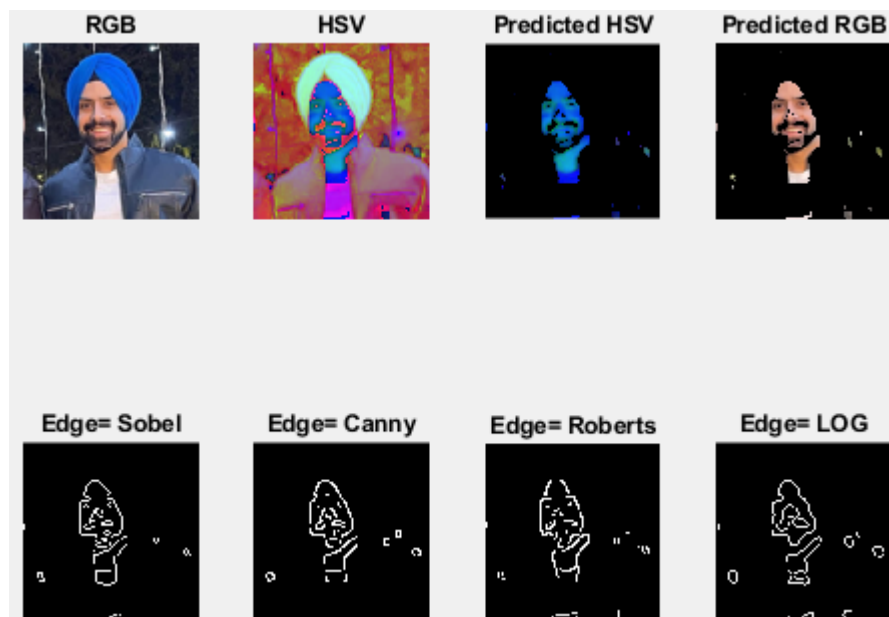 RGB
HSV
Predicted HSV
Predicted RGB
Edge= Sobel
Edge= Canny
Edge= Roberts
Edge= LOG